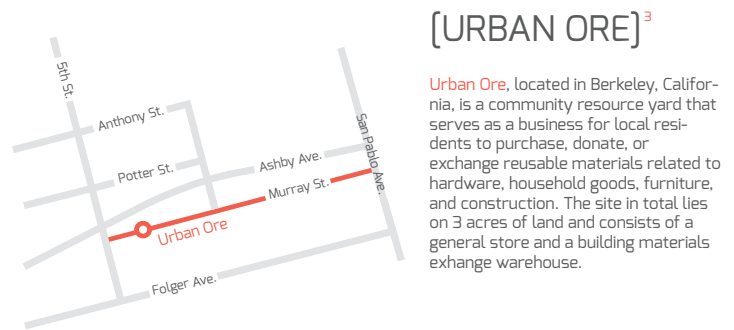 [URBAN ORE]3
Urban Ore, located in Berkeley, Califor-
nia, is a community resource yard that
serves as a business for local resi-
dents to purchase, donate, or
exchange reusable materials related to
hardware, household goods, furniture,
and construction. The site in total lies
on 3 acres of land and consists of a
general store and a building materials
exhange warehouse.
5th St.
Anthony St.
Potter St.
Ashby Ave.
San Pablo Ave.
Murray St.
Urban Ore
Folger Ave.